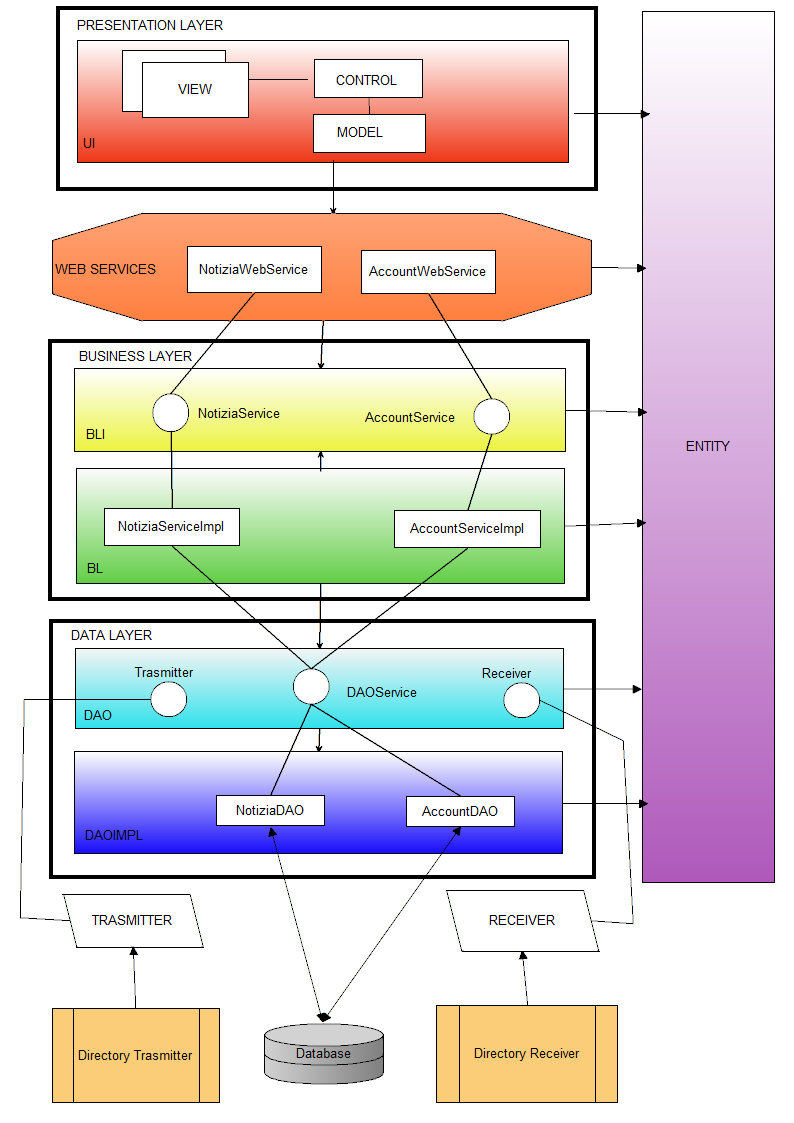 PRESENTATION LAYER
VIEW
CONTROL
MODEL
UI
WEB SERVICES
NotiziaWebService
AccountWebService
BUSINESS LAYER
NotiziaService
AccountService
BLI
NotiziaServiceImpl
AccountServiceImpl
BL
ENTITY
DATA LAYER
Trasmitter
DAOService
Receiver
DAO
NotiziaDAO
AccountDAO
DAOIMPL
TRASMITTER
RECEIVER
Directory Trasmitter
Database
Directory Receiver